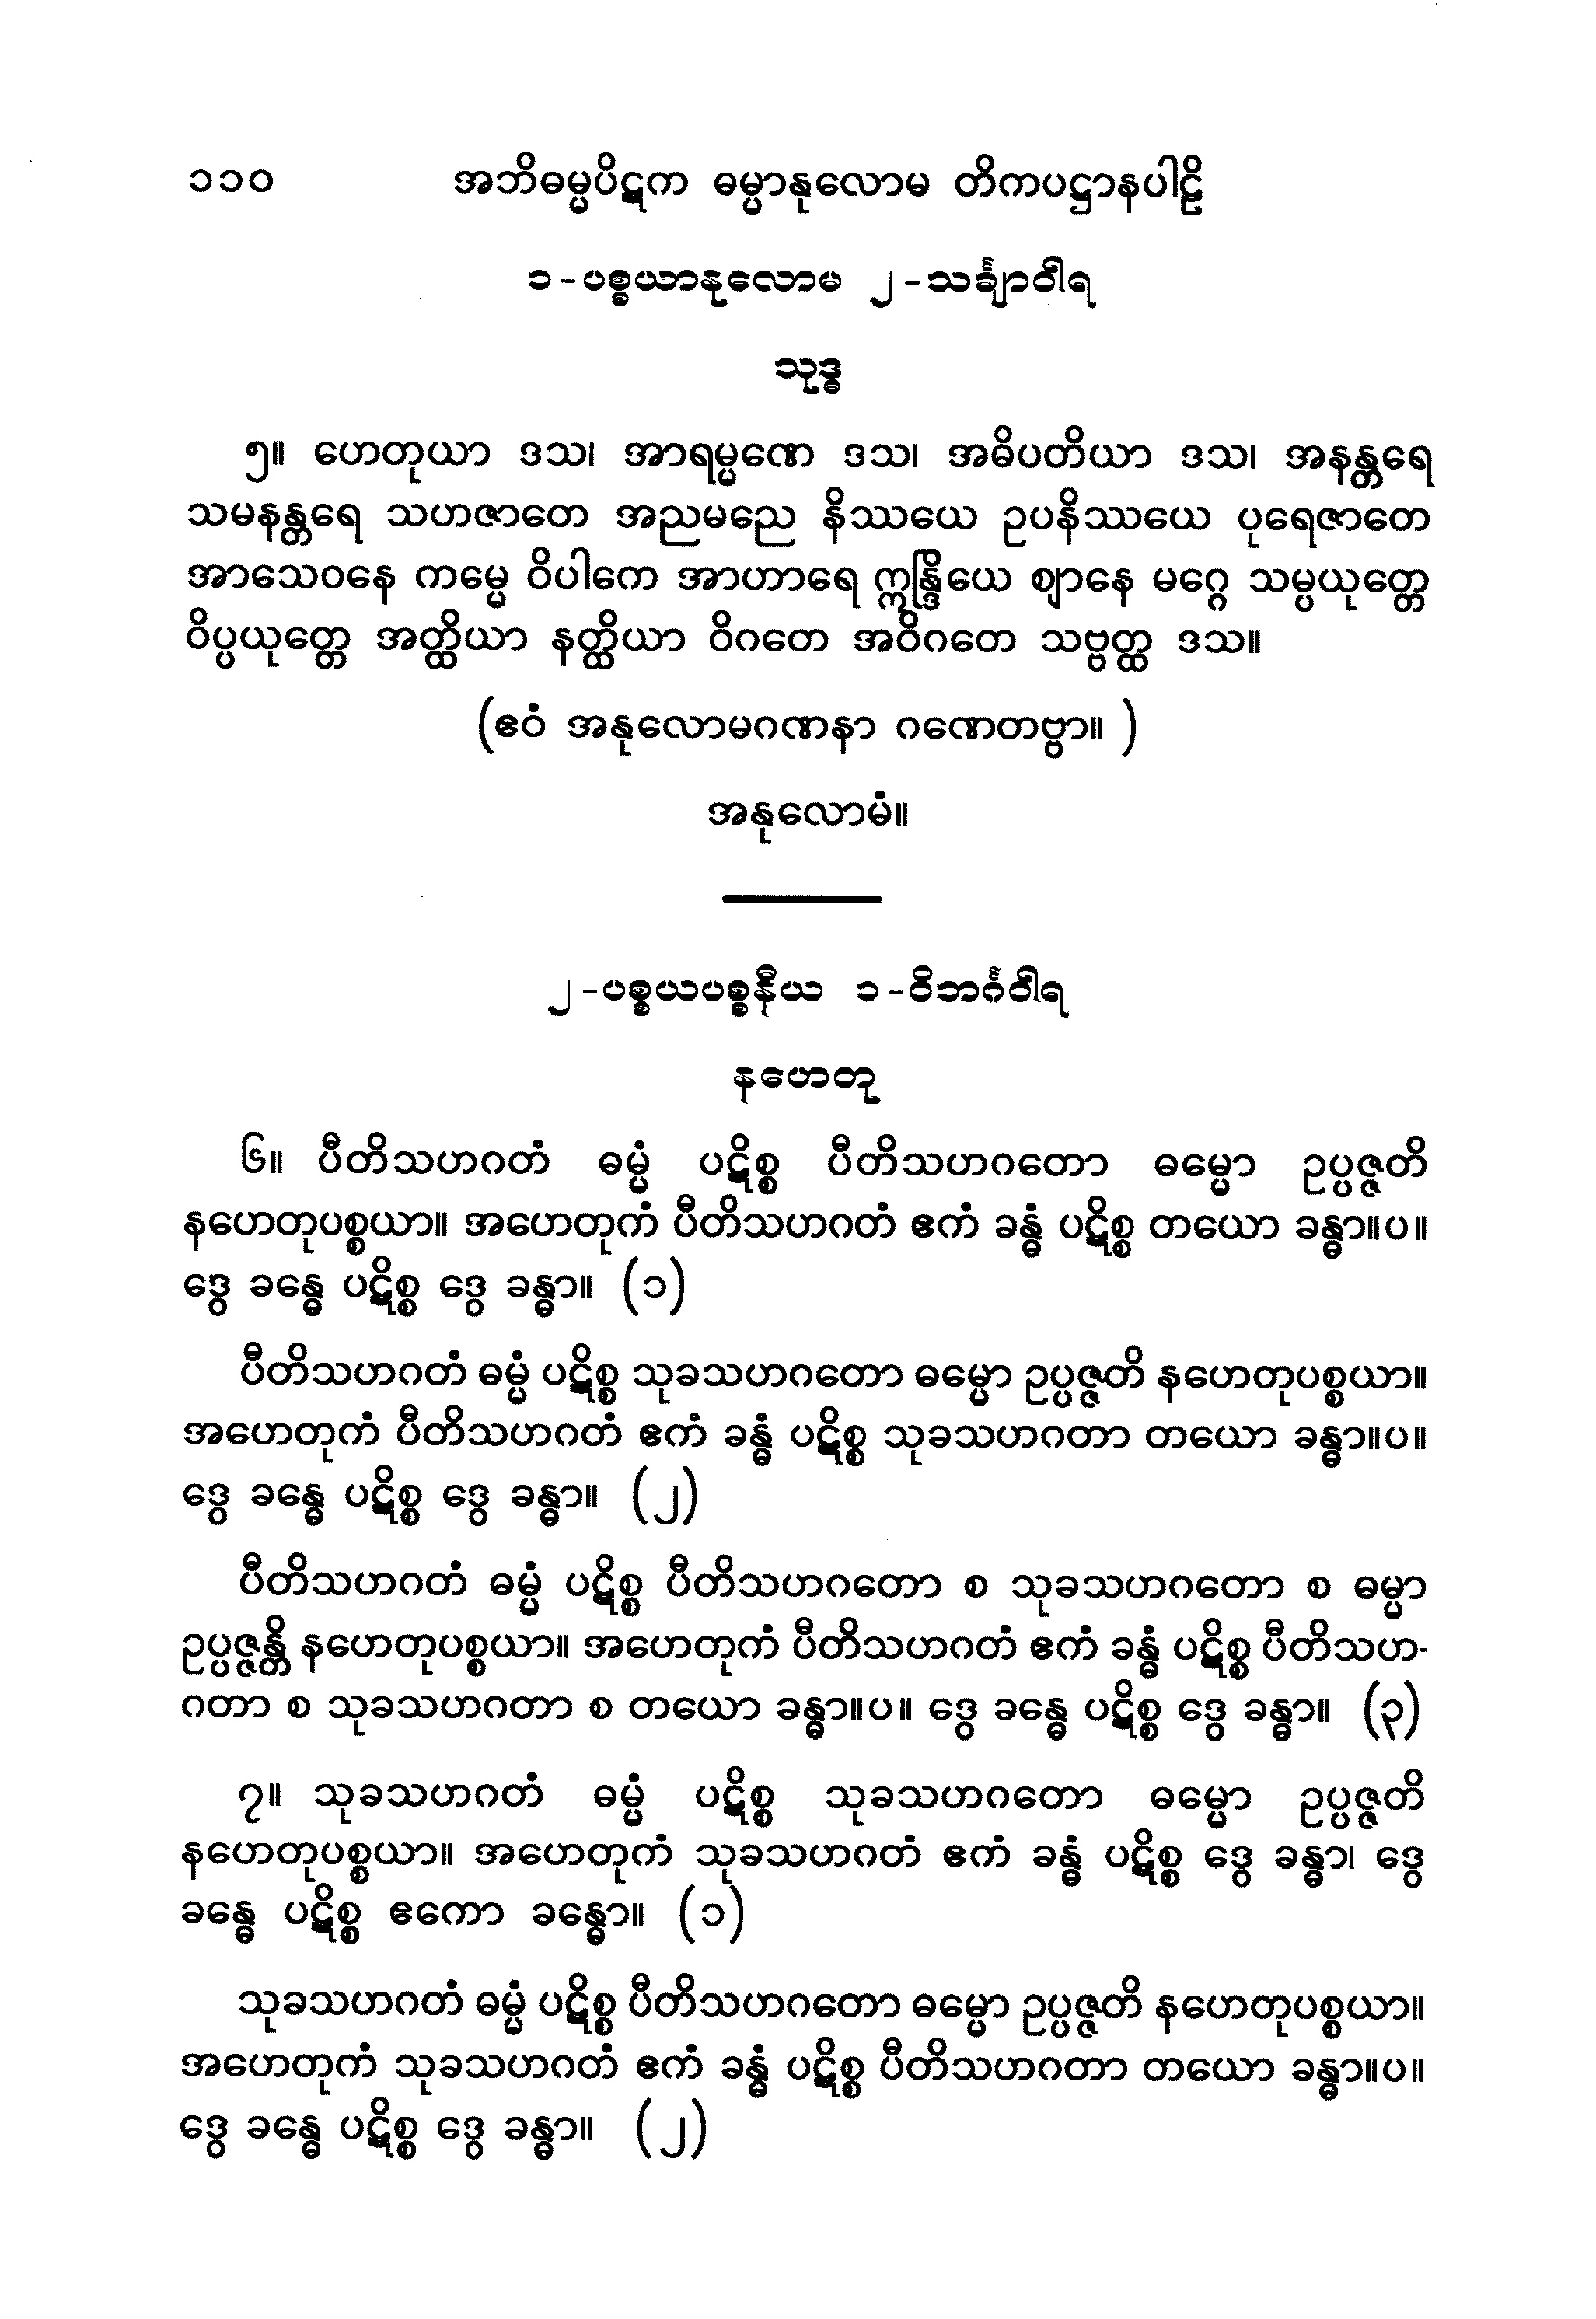 ၁၁၀ အဘိဓမ္မပိဋက ဓမ္မာနုလောမ တိကပဋ္ဌာနပါဠိ
၁-ပစ္စယာနုလောမ ၂-သင်္ချာဝါရ
သုဒ္ဓ
၅။ ဟေတုယာ ဒသ၊ အာရမ္မဏေ ဒသ၊ အဓိပတိယာ ဒသ၊ အနန္တရေ
သမနန္တရေ သဟဇာတေ အညမညေ နိဿယေ ဥပနိဿယေ ပုရေဇာတေ
အာသေဝနေ ကမ္မေ ဝိပါကေ အာဟာရေ ဣန္ဒြိယေ ဈာနေ မဂ္ဂေ သမ္ပယုတ္တေ
ဝိပ္ပယုတ္တေ အတ္ထိယာ နတ္ထိယာ ဝိဂတေ အဝိဂတေ သဗ္ဗတ္ထ ဒသ။
(ဧဝံ အနုလောမဂဏနာ ဂဏေတဗ္ဗာ။ )
အနုလောမံ။
၂-ပစ္စယပစ္စနီယ ၁-ဝိဘင်္ဂဝါရ
နဟေတု
၆။ ပီတိသဟဂတံ ဓမ္မံ ပဋိစ္စ ပီတိသဟဂတော ဓမ္မော ဥပ္ပဇ္ဇတိ
နဟေတုပစ္စယာ။ အဟေတုကံ ပီတိသဟဂတံ ဧကံ ခန္ဓံ ပဋိစ္စ တယော ခန္ဓာ။ပ။
ဒွေ ခန္ဓေ ပဋိစ္စ ဒွေ ခန္ဓာ။ (၁)
ပီတိသဟဂတံ ဓမ္မံ ပဋိစ္စ သုခသဟဂတော ဓမ္မော ဥပ္ပဇ္ဇတိ နဟေတုပစ္စယာ။
အဟေတုကံ ပီတိသဟဂတံ ဧကံ ခန္ဓံ ပဋိစ္စ သုခသဟဂတာ တယော ခန္ဓာ။ပ။
ဒွေ ခန္ဓေ ပဋိစ္စ ဒွေ ခန္ဓာ။ (၂)
ပီတိသဟဂတံ ဓမ္မံ ပဋိစ္စ ပီတိသဟဂတော စ သုခသဟဂတော စ ဓမ္မာ
ဥပ္ပဇ္ဇန္တိ နဟေတုပစ္စယာ။ အဟေတုကံ ပီတိသဟဂတံ ဧကံ ခန္ဓံ ပဋိစ္စ ပီတိသဟ-
ဂတာ စ သုခသဟဂတာ စ တယော ခန္ဓာ။ပ။ ဒွေ ခန္ဓေ ပဋိစ္စ ဒွေ ခန္ဓာ။ (၃)
၇။ သုခသဟဂတံ ဓမ္မံ ပဋိစ္စ သုခသဟဂတော ဓမ္မော ဥပ္ပဇ္ဇတိ
နဟေတုပစ္စယာ။ အဟေတုကံ သုခသဟဂတံ ဧကံ ခန္ဓံ ပဋိစ္စ ဒွေ ခန္ဓာ၊ ဒွေ
ခန္ဓေ ပဋိစ္စ ဧကော ခန္ဓော။ (၁)
သုခသဟဂတံ ဓမ္မံ ပဋိစ္စ ပီတိသဟဂတော ဓမ္မော ဥပ္ပဇ္ဇတိ နဟေတုပစ္စယာ။
အဟေတုကံ သုခသဟဂတံ ဧကံ ခန္ဓံ ပဋိစ္စ ပီတိသဟဂတာ တယော ခန္ဓာ။ပ။
ဒွေ ခန္ဓေ ပဋိစ္စ ဒွေ ခန္ဓာ။ (၂)